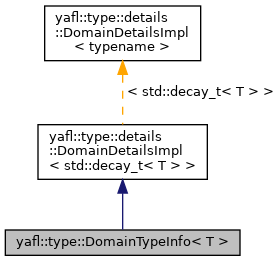 yafl::type::details
::DomainDetailsImpl
< typename >
< std::decay_t< T > >
yafl::type::details
::DomainDetailsImpl
< std::decay_t< T > >
yafl::type::DomainTypeInfo< T >